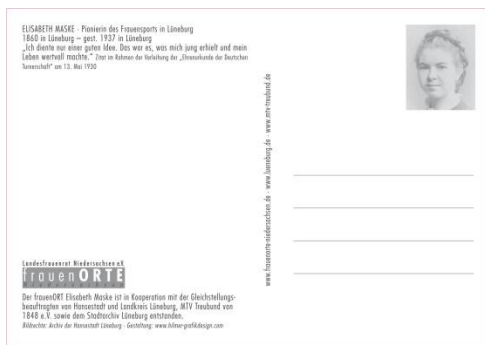 ELISABETH MASKE - Pionierin des Frauensports in Lüneburg
1860 in Lüneburg – gest. 1937 in Lüneburg
„Ich diente nur einer guten Idee. Das war es, was mich jung erhielt und mein
Leben wertvoll machte.“ Zitat im Rahmen der Verleihung der „Ehrenurkunde der Deutschen
Turnerschaft“ am 13. Mai 1930
www.frauenorte-niedersachsen.de - www.lueneburg.de - www.mtv-treubund.de
Landesfrauenrat Niedersachsen e.V.
frauenORTE
Niedersachsen
Der frauenORT Elisabeth Maske ist in Kooperation mit der Gleichstellungs-
beauftragten von Hansestadt und Landkreis Lüneburg, MTV Treubund von
1848 e.V. sowie dem Stadtarchiv Lüneburg entstanden.
Bildrechte: Archiv der Hansestadt Lüneburg - Gestaltung: www.hilmer-grafikdesign.com